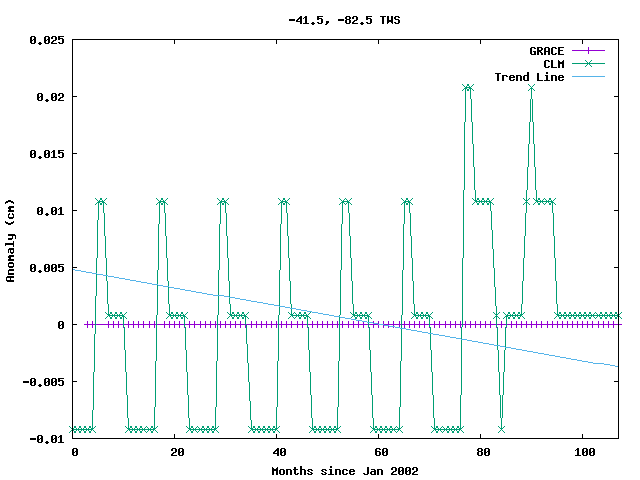 -41.5, -82.5 TWS
0.025
0.02
0.015
0.01
0.005
0
-0.005
-0.01
Anomaly (cm)
GRACE
CLM
Trend Line
0 20 40 60 80 100
Months since Jan 2002